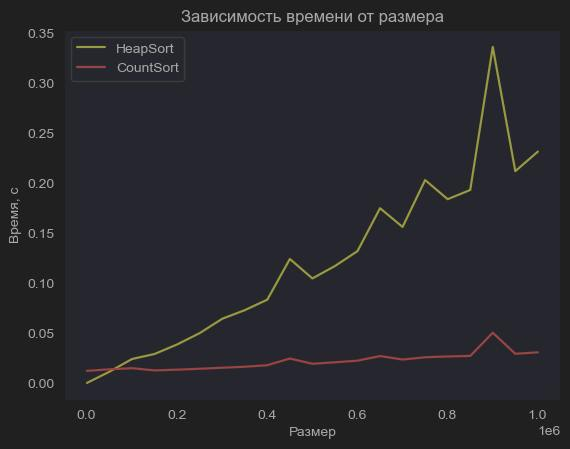 Зависимость времени от размера
HeapSort
CountSort
Время, с
0.35
0.30
0.25
0.20
0.15
0.10
0.05
0.00
0.0 0.2 0.4 0.6 0.8 1.0
1e6
Размер